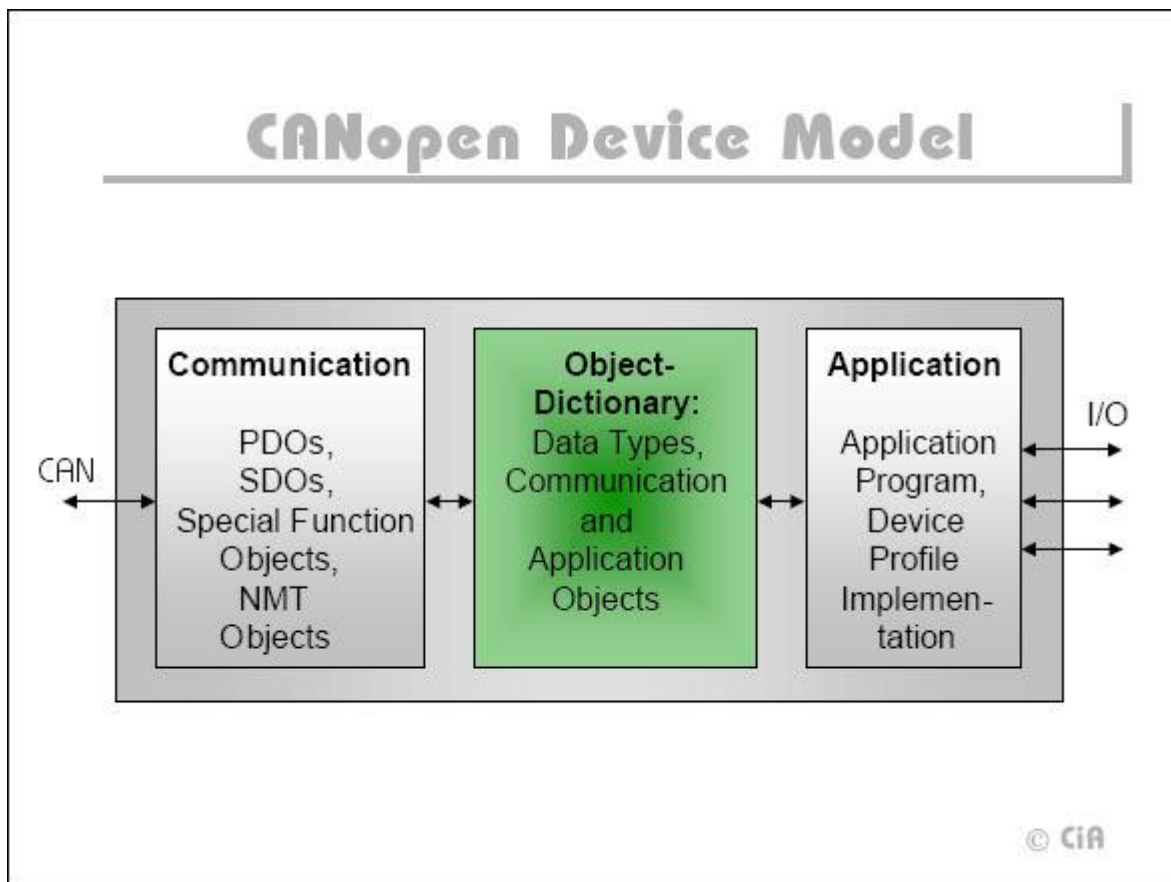 CANopen Device Model
CAN
Communication
PDOs,
SDOs,
Special Function
Objects,
NMT
Objects
Object-
Dictionary:
Data Types,
Communication
and
Application
Objects
Application
Application
Program,
Device
Profile
Implemen-
tation
I/O
© CiA